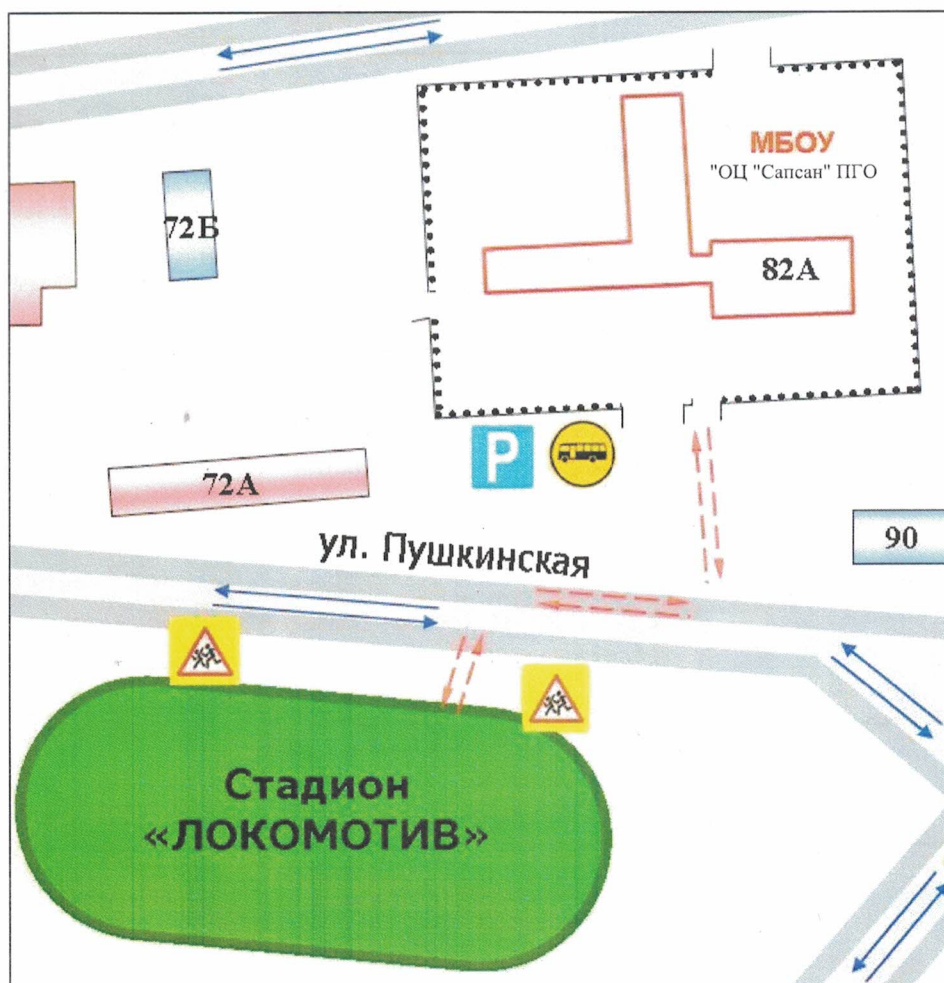 МБОУ
"ОЦ "Сапсан" ПГО
72Б
82А
P
72А
90
ул. Пушкинская
Стадион
«ЛОКОМОТИВ»